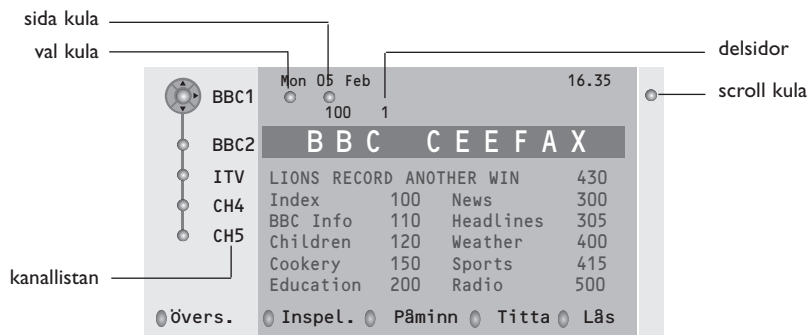 sida kula
val kula
delsidor
Mon 05 Feb 16.35
scroll kula
BBC1
100 1
BBC2
BBC CEEFAX
ITV
LIONS RECORD ANOTHER WIN 430
CH4
Index 100 News 300
BBC Info 110 Headlines 305
CH5
Children 120 Weather 400
Cookery 150 Sports 415
kanallistan
Education 200 Radio 500
Övers. Inspel. Påminn Titta Lås